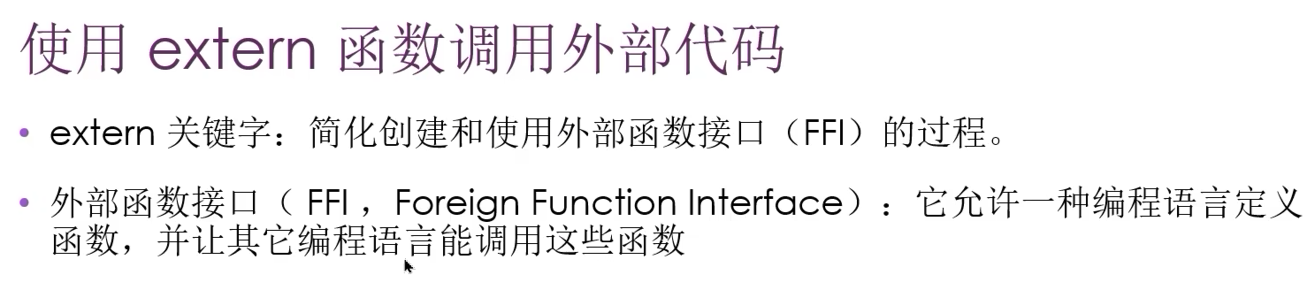 使用 extern 函数调用外部代码
• extern 关键字：简化创建和使用外部函数接口（FFI）的过程。
• 外部函数接口（ FFI ，Foreign Function Interface）：它允许一种编程语言定义
函数，并让其它编程语言能调用这些函数